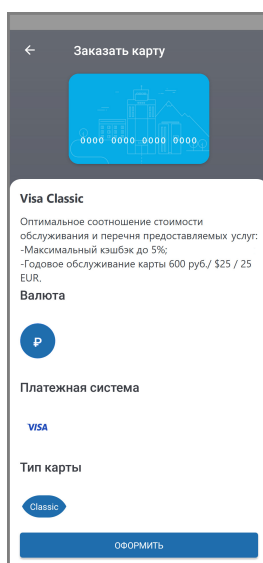 Заказать карту
0000 0000 0000 0000
Visa Classic
Оптимальное соотношение стоимости
обслуживания и перечня предоставляемых услуг:
-Максимальный кэшбэк до 5%;
-Годовое обслуживание карты 600 руб./ $25 / 25
EUR.
Валюта
₽
Платежная система
VISA
Тип карты
Classic
ОФОРМИТЬ